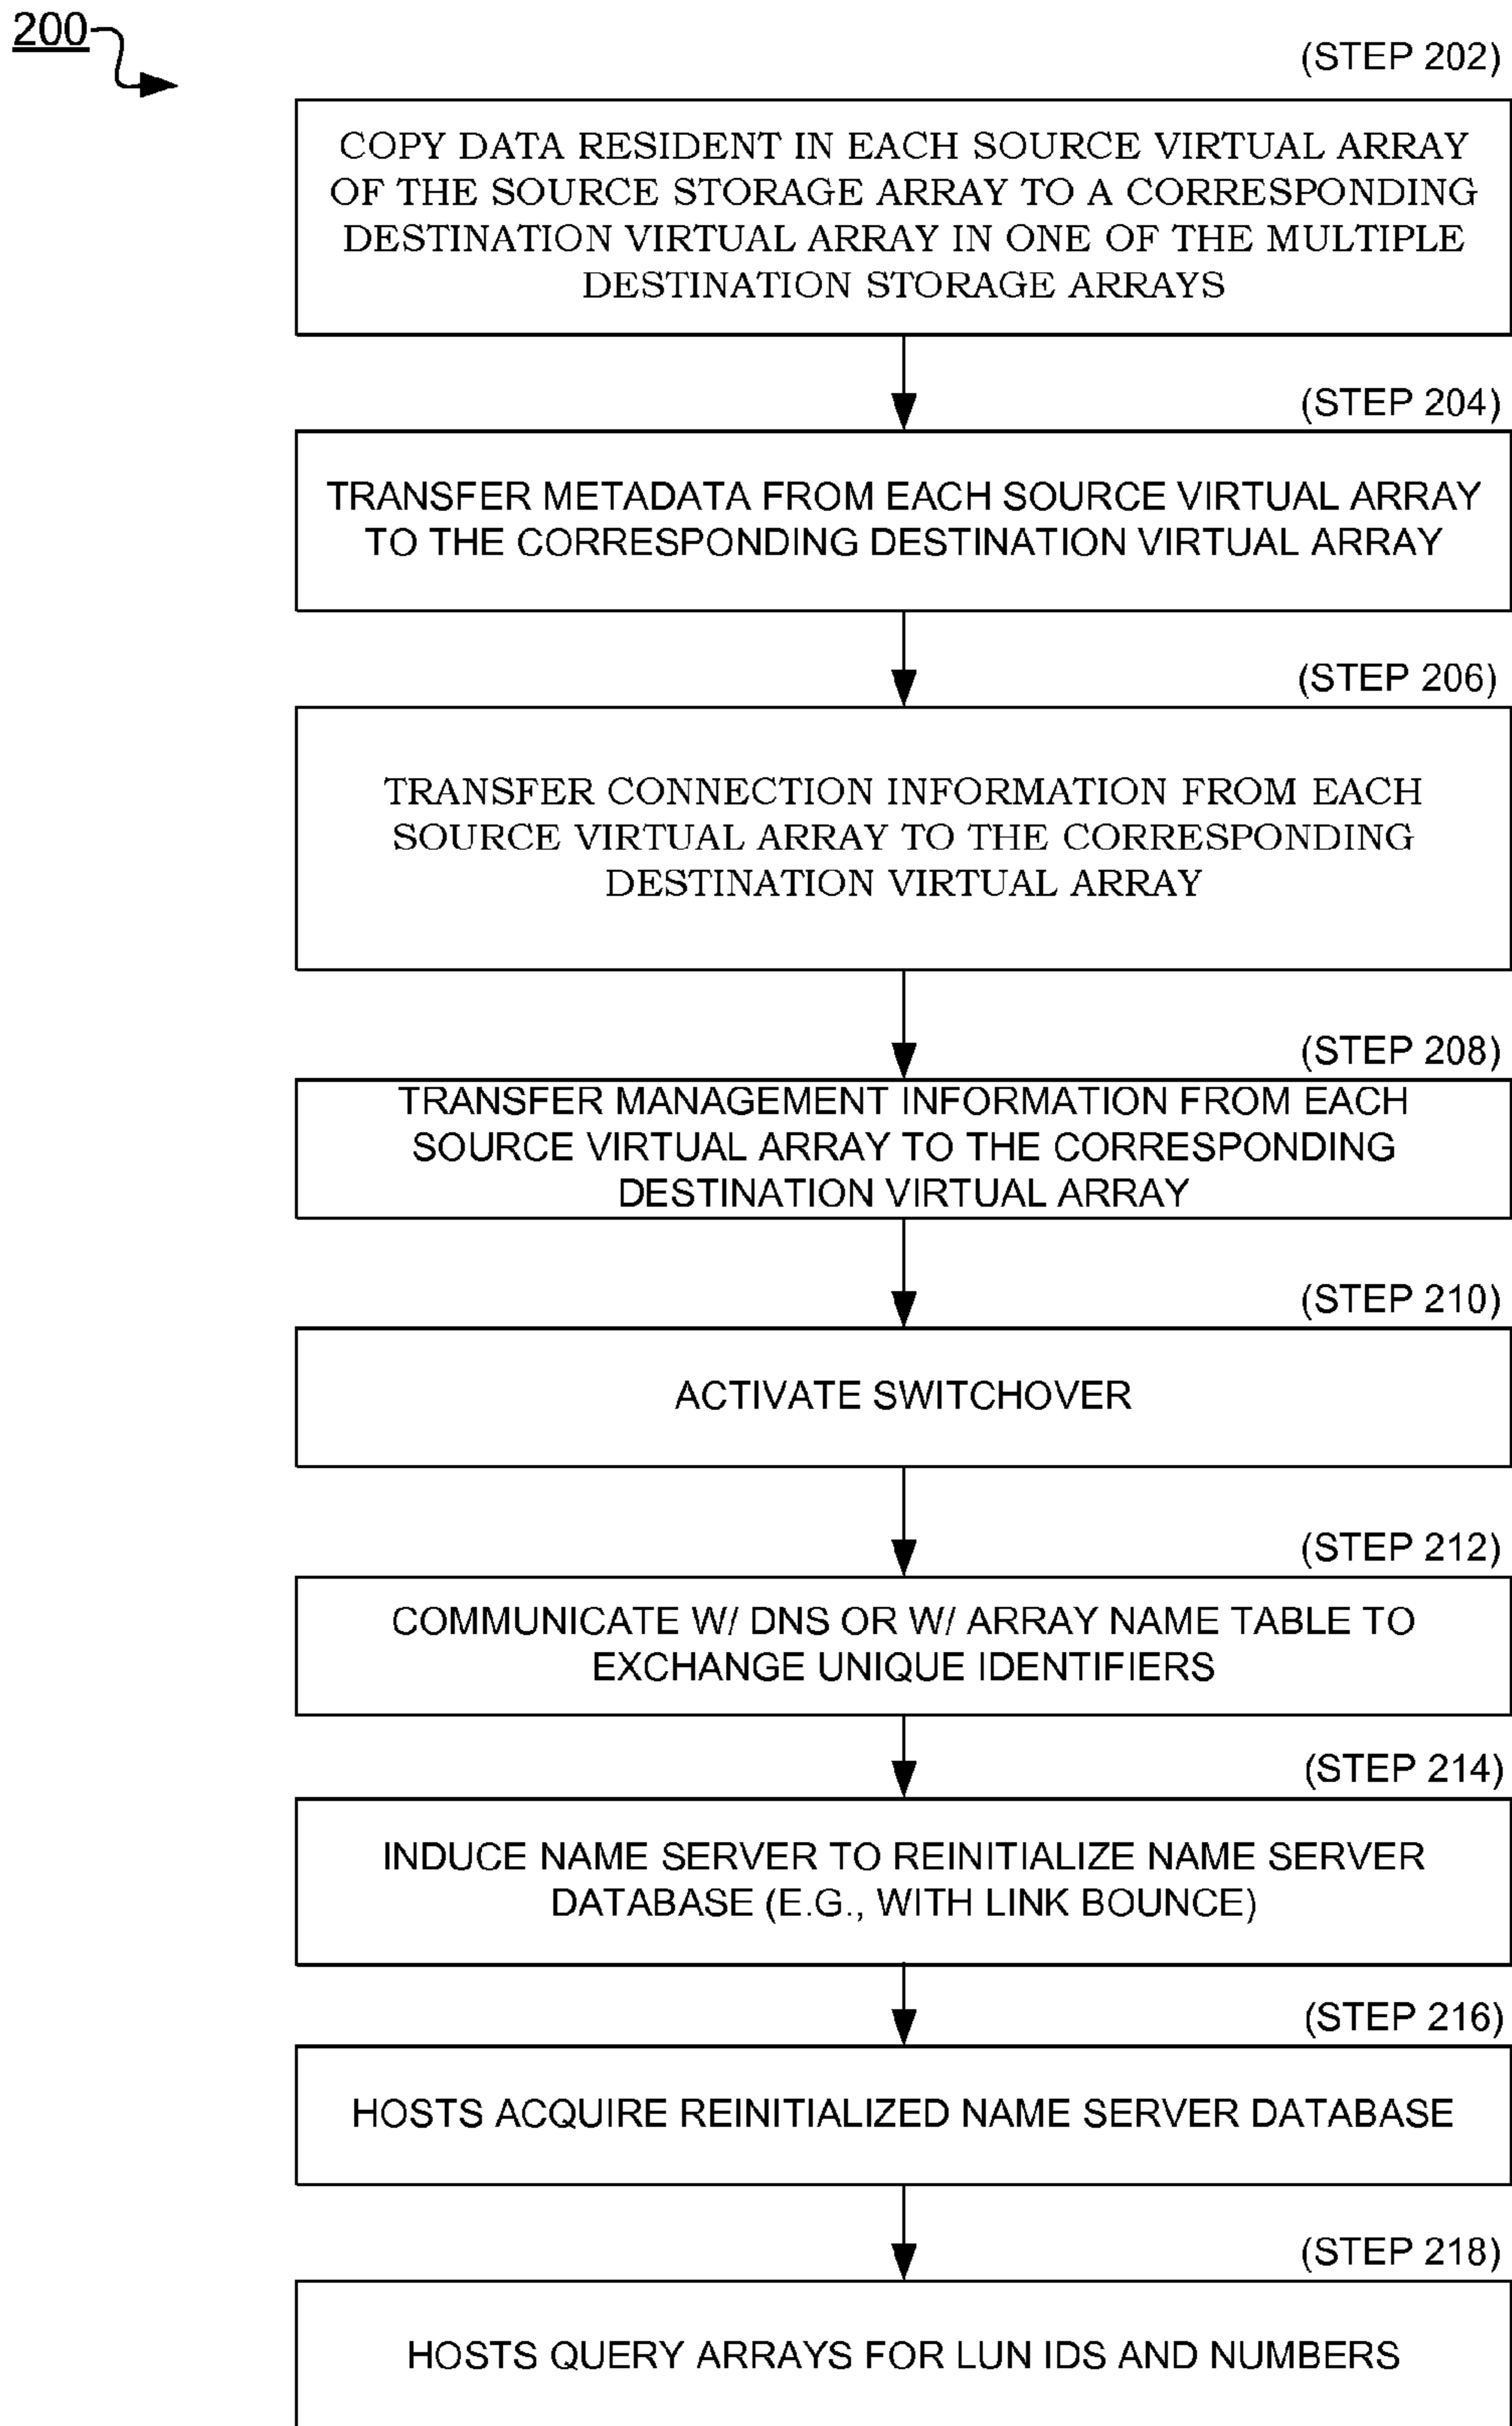 200
(STEP 202)
COPY DATA RESIDENT IN EACH SOURCE VIRTUAL ARRAY
OF THE SOURCE STORAGE ARRAY TO A CORRESPONDING
DESTINATION VIRTUAL ARRAY IN ONE OF THE MULTIPLE
DESTINATION STORAGE ARRAYS
(STEP 204)
TRANSFER METADATA FROM EACH SOURCE VIRTUAL ARRAY
TO THE CORRESPONDING DESTINATION VIRTUAL ARRAY
(STEP 206)
TRANSFER CONNECTION INFORMATION FROM EACH
SOURCE VIRTUAL ARRAY TO THE CORRESPONDING
DESTINATION VIRTUAL ARRAY
(STEP 208)
TRANSFER MANAGEMENT INFORMATION FROM EACH
SOURCE VIRTUAL ARRAY TO THE CORRESPONDING
DESTINATION VIRTUAL ARRAY
(STEP 210)
ACTIVATE SWITCHOVER
(STEP 212)
COMMUNICATE W/ DNS OR W/ ARRAY NAME TABLE TO
EXCHANGE UNIQUE IDENTIFIERS
(STEP 214)
INDUCE NAME SERVER TO REINITIALIZE NAME SERVER
DATABASE (E.G., WITH LINK BOUNCE)
(STEP 216)
HOSTS ACQUIRE REINITIALIZED NAME SERVER DATABASE
(STEP 218)
HOSTS QUERY ARRAYS FOR LUN IDS AND NUMBERS